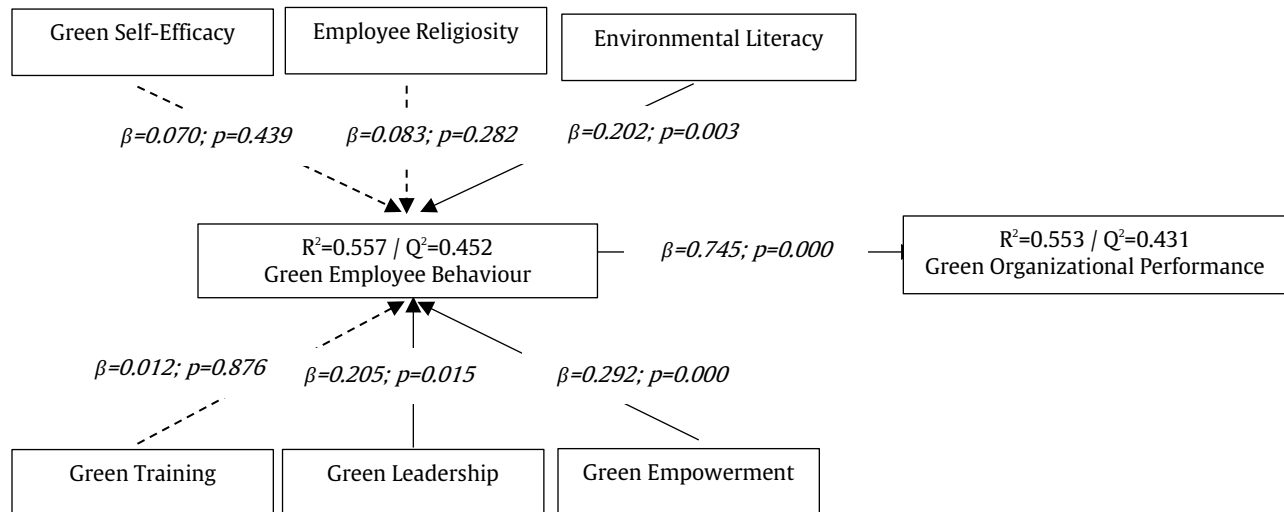 Green Self-Efficacy
Employee Religiosity
Environmental Literacy
β=0.070; p=0.439
β=0.083; p=0.282
β=0.202; p=0.003
R²=0.557 / Q²=0.452
Green Employee Behaviour
β=0.745; p=0.000
R²=0.553 / Q²=0.431
Green Organizational Performance
β=0.012; p=0.876
β=0.205; p=0.015
β=0.292; p=0.000
Green Training
Green Leadership
Green Empowerment